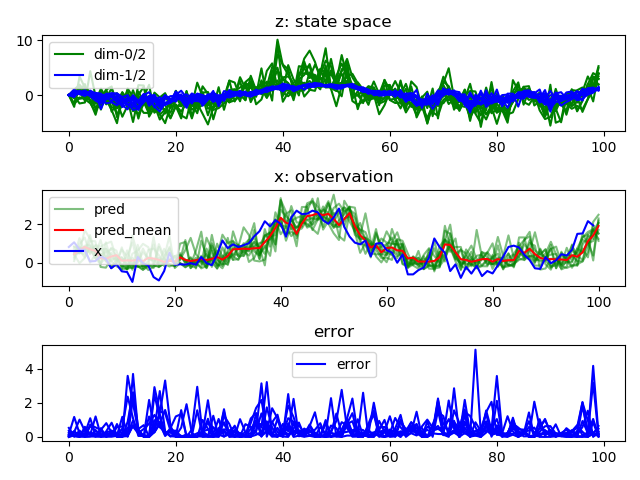 z: state space
10
0
dim-0/2
dim-1/2
0 20 40 60 80 100
x: observation
2
0
pred
pred_mean
x
0 20 40 60 80 100
error
4
2
0
error
0 20 40 60 80 100